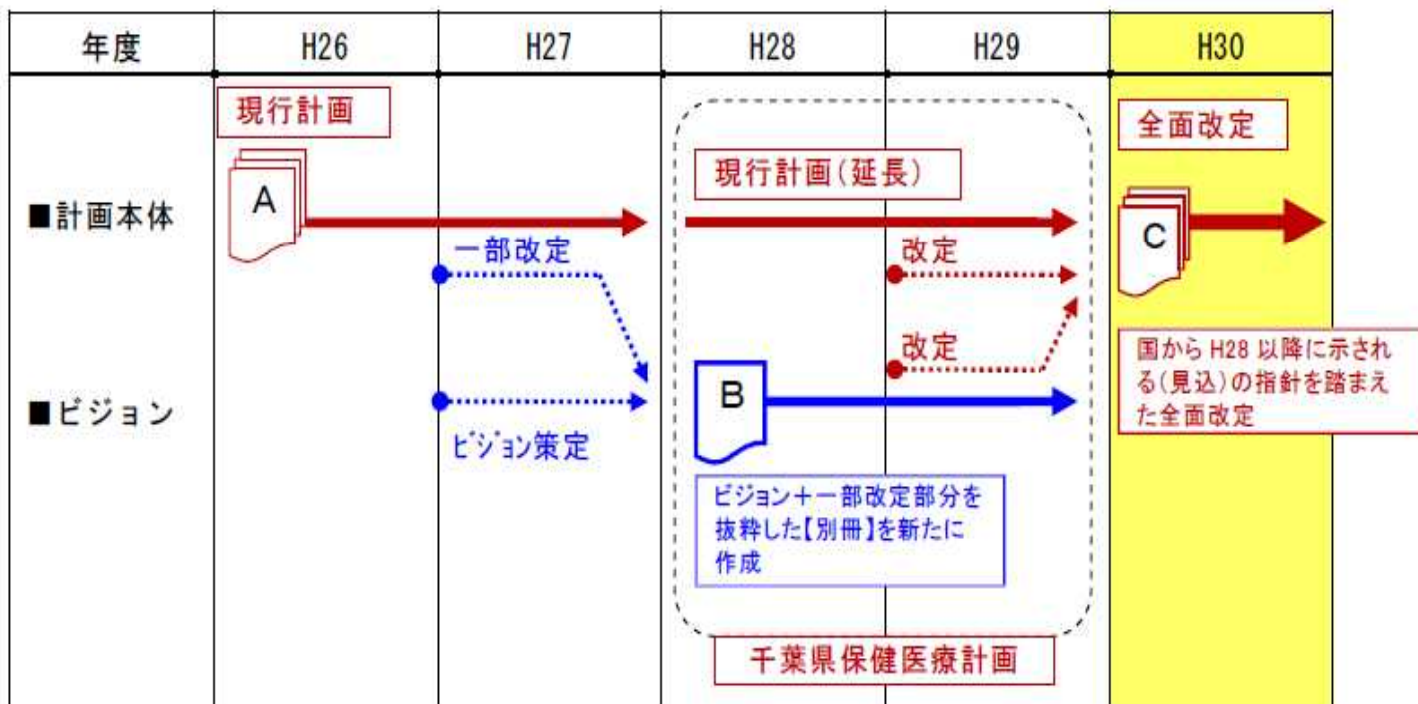 年度 H26 H27 H28 H29 H30
現行計画
全面改定
現行計画(延長)
■計画本体
A
C
一部改定
改定
改定
国から H28 以降に示され
る(見込)の指針を踏まえ
た全面改定
■ビジョン
B
ビジョン策定
ビジョン+一部改定部分を
抜粋した【別冊】を新たに
作成
千葉県保健医療計画